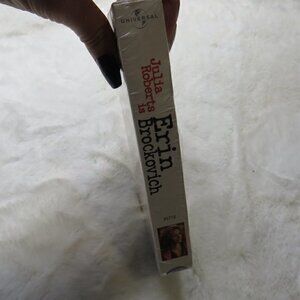 UNIVERSAL
Julia
Roberts is
Erin
Brockovich